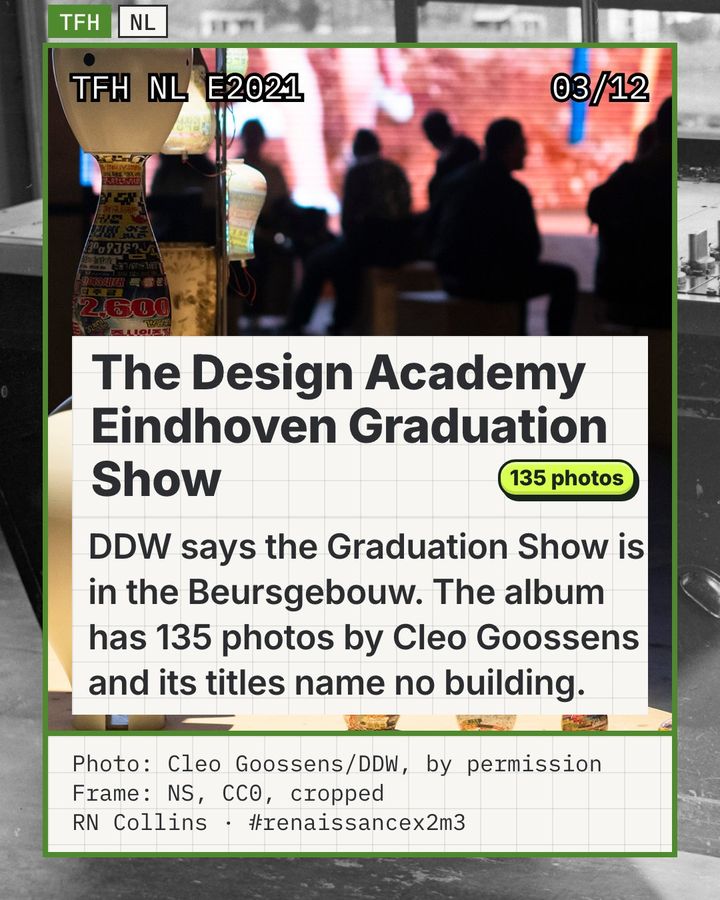 TFH NL
TFH NL E2021
03/12
2,600
The Design Academy
Eindhoven Graduation
Show
135 photos
DDW says the Graduation Show is
in the Beursgebouw. The album
has 135 photos by Cleo Goossens
and its titles name no building.
Photo: Cleo Goossens/DDW, by permission
Frame: NS, CC0, cropped
RN Collins · #renaissancex2m3